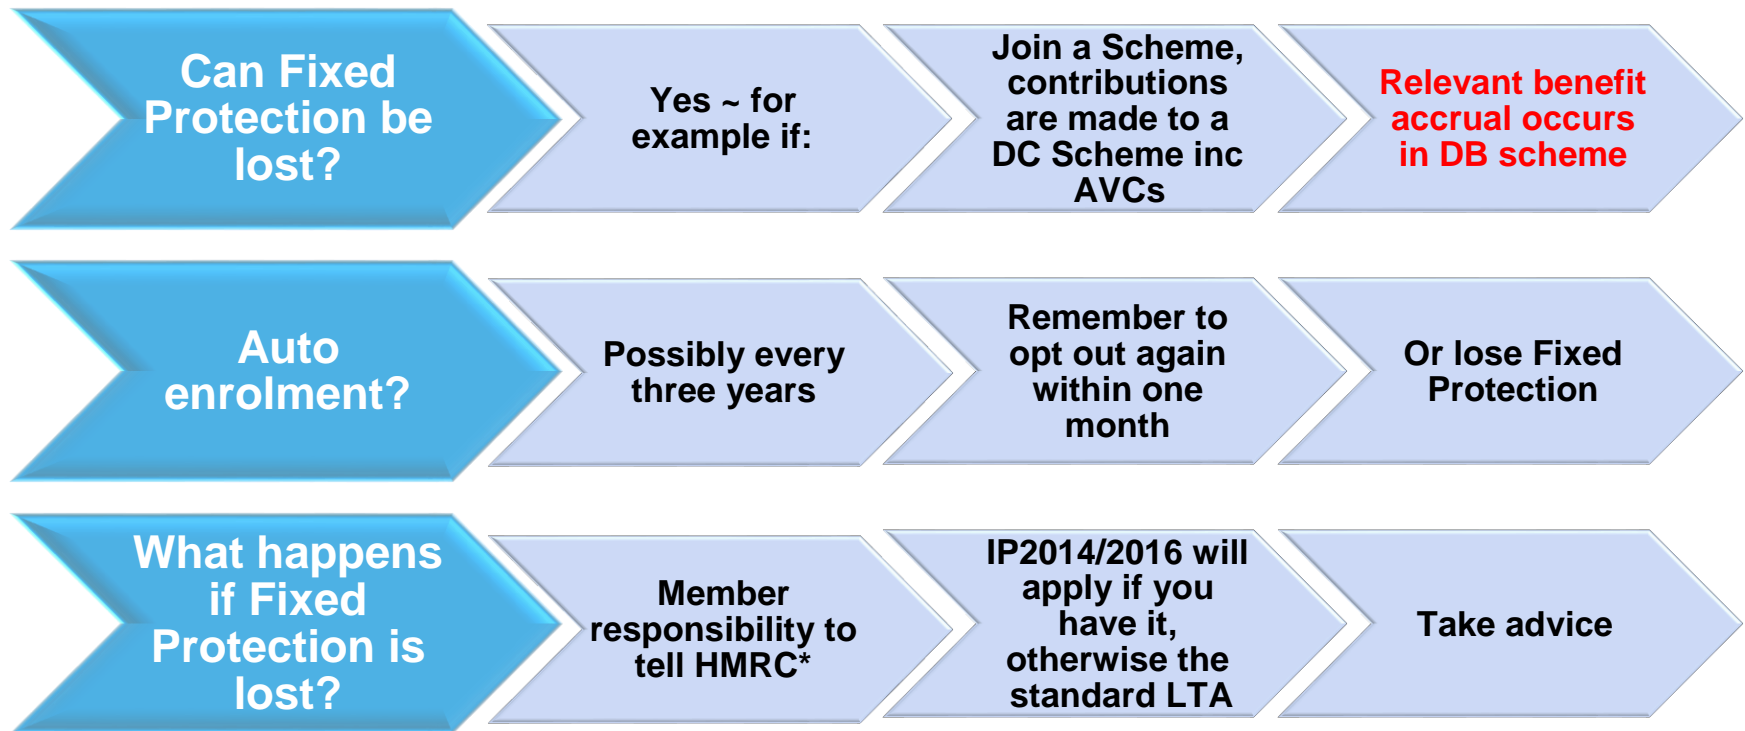 Can Fixed
Protection be
lost?
Yes ~ for
example if:
Join a Scheme,
contributions
are made to a
DC Scheme inc
AVCs
Relevant benefit
accrual occurs
in DB scheme
Auto
enrolment?
Possibly every
three years
Remember to
opt out again
within one
month
Or lose Fixed
Protection
What happens
if Fixed
Protection is
lost?
Member
responsibility to
tell HMRC*
IP2014/2016 will
apply if you
have it,
otherwise the
standard LTA
Take advice